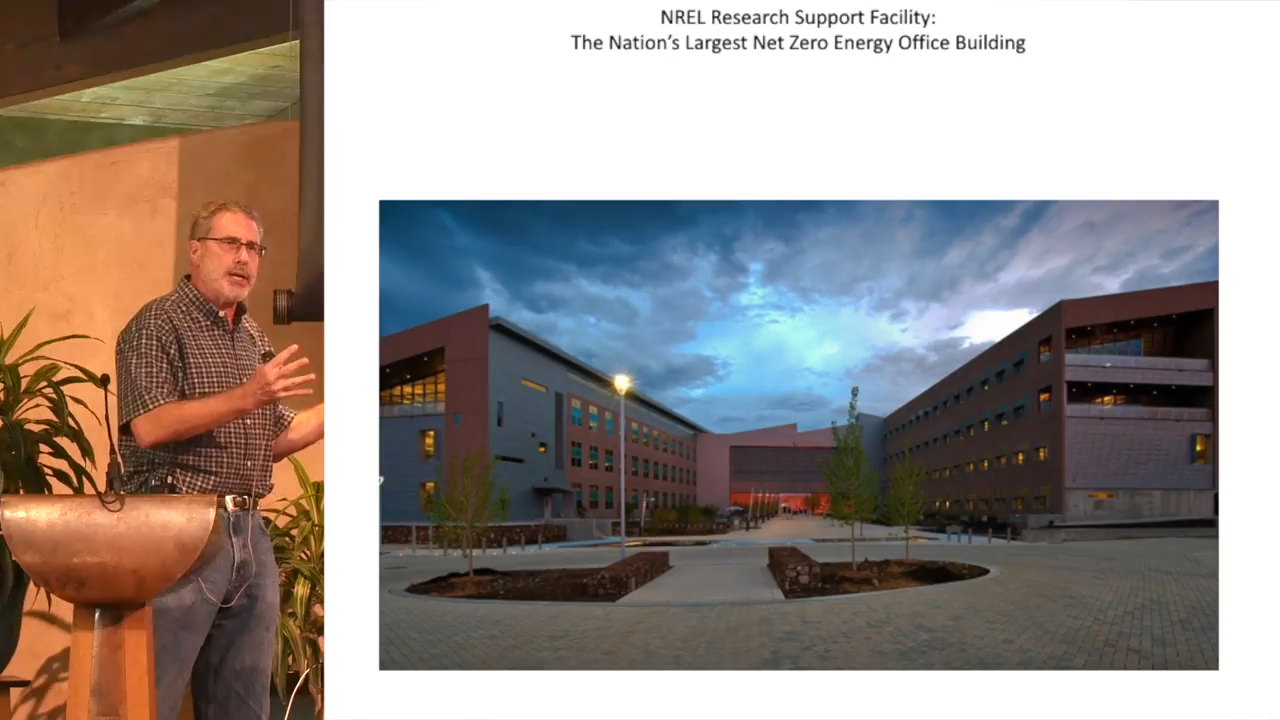 NREL Research Support Facility:
The Nation's Largest Net Zero Energy Office Building